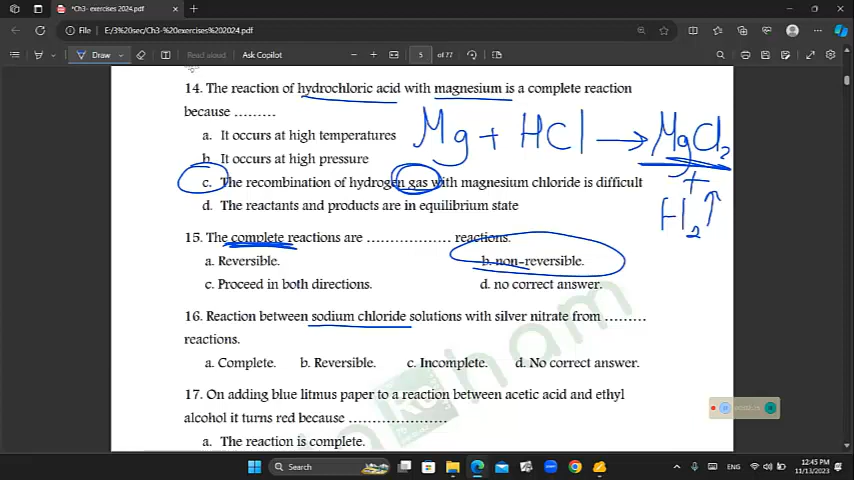 *Ch3- exercises 2024.pdf
File E:/3 sec/Ch3-%20exercises%202024.pdf
Draw Read aloud Ask Copilot 5 of 77
14. The reaction of hydrochloric acid with magnesium is a complete reaction
because .........
a. It occurs at high temperatures
b. It occurs at high pressure
c. The recombination of hydrogen gas with magnesium chloride is difficult
d. The reactants and products are in equilibrium state
Mg + HCl → MgCl2
+
H2 ↑
15. The complete reactions are .................. reactions.
a. Reversible. b. non-reversible.
c. Proceed in both directions. d. no correct answer.
16. Reaction between sodium chloride solutions with silver nitrate from .........
reactions.
a. Complete. b. Reversible. c. Incomplete. d. No correct answer.
17. On adding blue litmus paper to a reaction between acetic acid and ethyl
alcohol it turns red because .....................
a. The reaction is complete.
Search
ENG
12:45 PM
11/13/2023